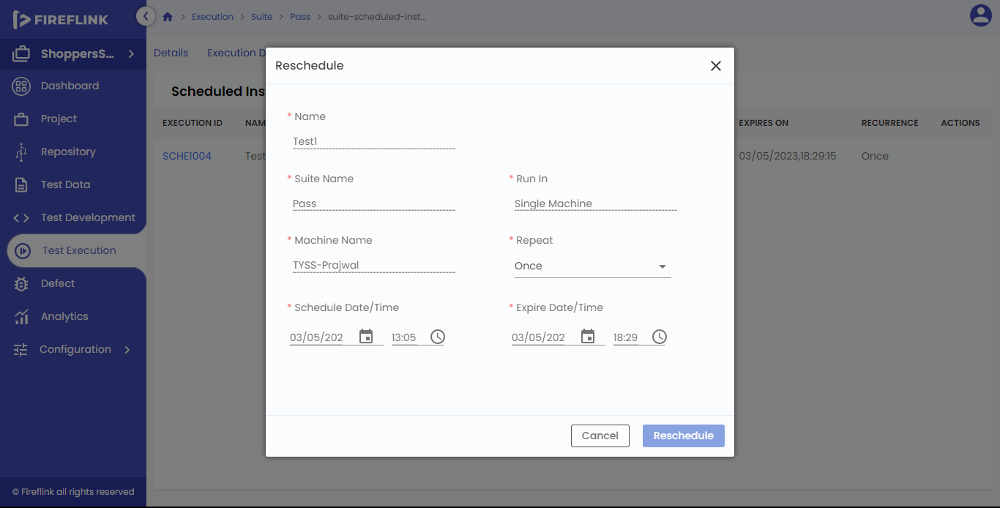 FIREFLINK
Execution > Suite > Pass > suite-scheduled-inst...
ShoppersS...
Dashboard
Project
Repository
Test Data
Test Development
Test Execution
Defect
Analytics
Configuration
© Fireflink all rights reserved
Details Execution D
Scheduled Ins
EXECUTION ID NAM EXPIRES ON RECURRENCE ACTIONS
SCHE1004 Test 03/05/2023,18:29:15 Once
Reschedule
* Name
Test1
* Suite Name * Run In
Pass Single Machine
* Machine Name * Repeat
TYSS-Prajwal Once
* Schedule Date/Time * Expire Date/Time
03/05/202 13:05 03/05/202 18:29
Cancel Reschedule